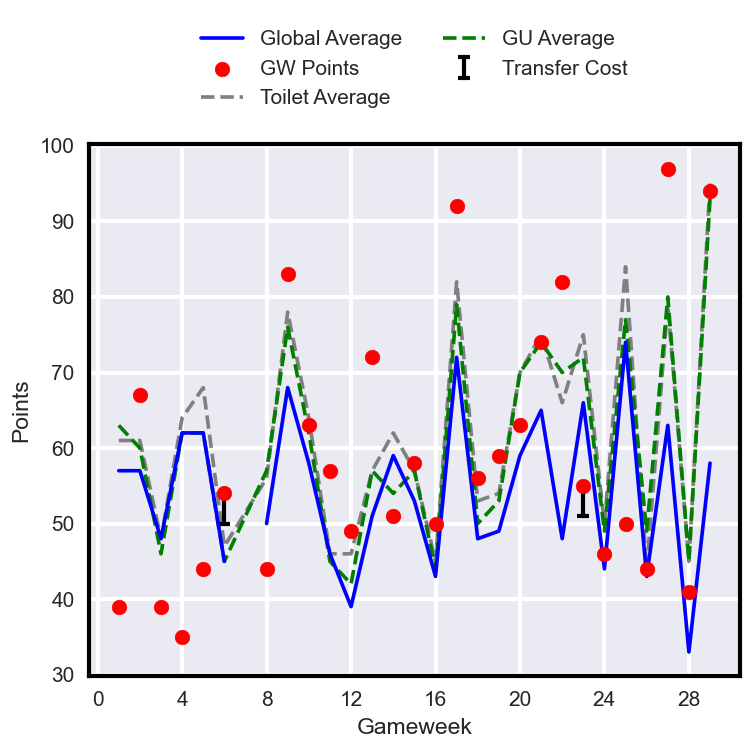 Global Average
GW Points
Toilet Average
GU Average
Transfer Cost
100
90
80
70
60
50
40
30
Points
0 4 8 12 16 20 24 28
Gameweek